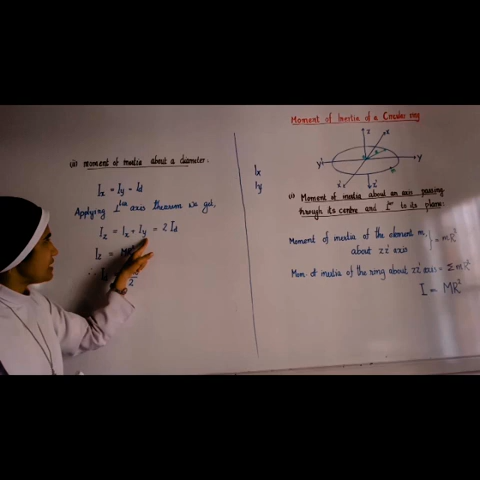 Moment of Inertia of a Circular ring
Z
x
Y'
Y
x'
Z'
Ix
Iy
(i) Moment of inertia about an axis passing
through its centre and ⊥ar to its plane:
Moment of inertia of the element m,
about ZZ' axis } = mR²
Mom. of inertia of the ring about ZZ' axis = Σ mR²
I = MR²
(ii) moment of inertia about a diameter.
Ix = Iy = Id
Applying ⊥lar axis theorem we get,
Iz = Ix + Iy = 2 Id
Iz = MR²
∴ I
2